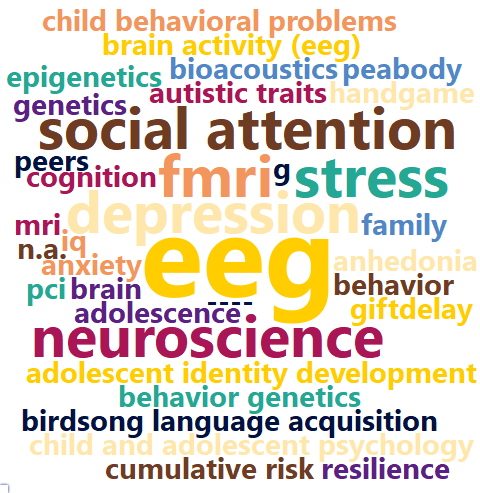 child behavioral problems
brain activity (eeg)
epigenetics bioacoustics peabody
genetics autistic traits handgame
social attention
peers cognition fmri g stress
depression
mri family
n.a. iq
anxiety eeg anhedonia
pci brain behavior
adolescence ---- giftdelay
neuroscience
adolescent identity development
behavior genetics
birdsong language acquisition
child and adolescent psychology
cumulative risk resilience